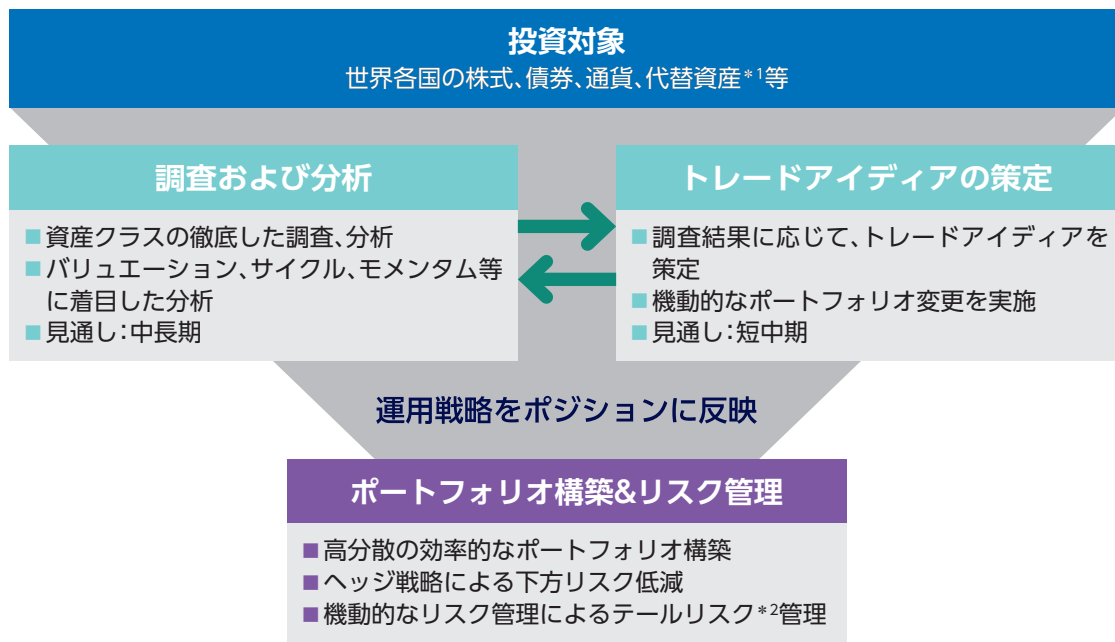 投資対象
世界各国の株式、債券、通貨、代替資産*1等
調査および分析
■資産クラスの徹底した調査、分析
■バリュエーション、サイクル、モメンタム等
に着目した分析
■見通し：中長期
トレードアイディアの策定
■調査結果に応じて、トレードアイディアを
策定
■機動的なポートフォリオ変更を実施
■見通し：短中期
運用戦略をポジションに反映
ポートフォリオ構築&リスク管理
■高分散の効率的なポートフォリオ構築
■ヘッジ戦略による下方リスク低減
■機動的なリスク管理によるテールリスク*2管理